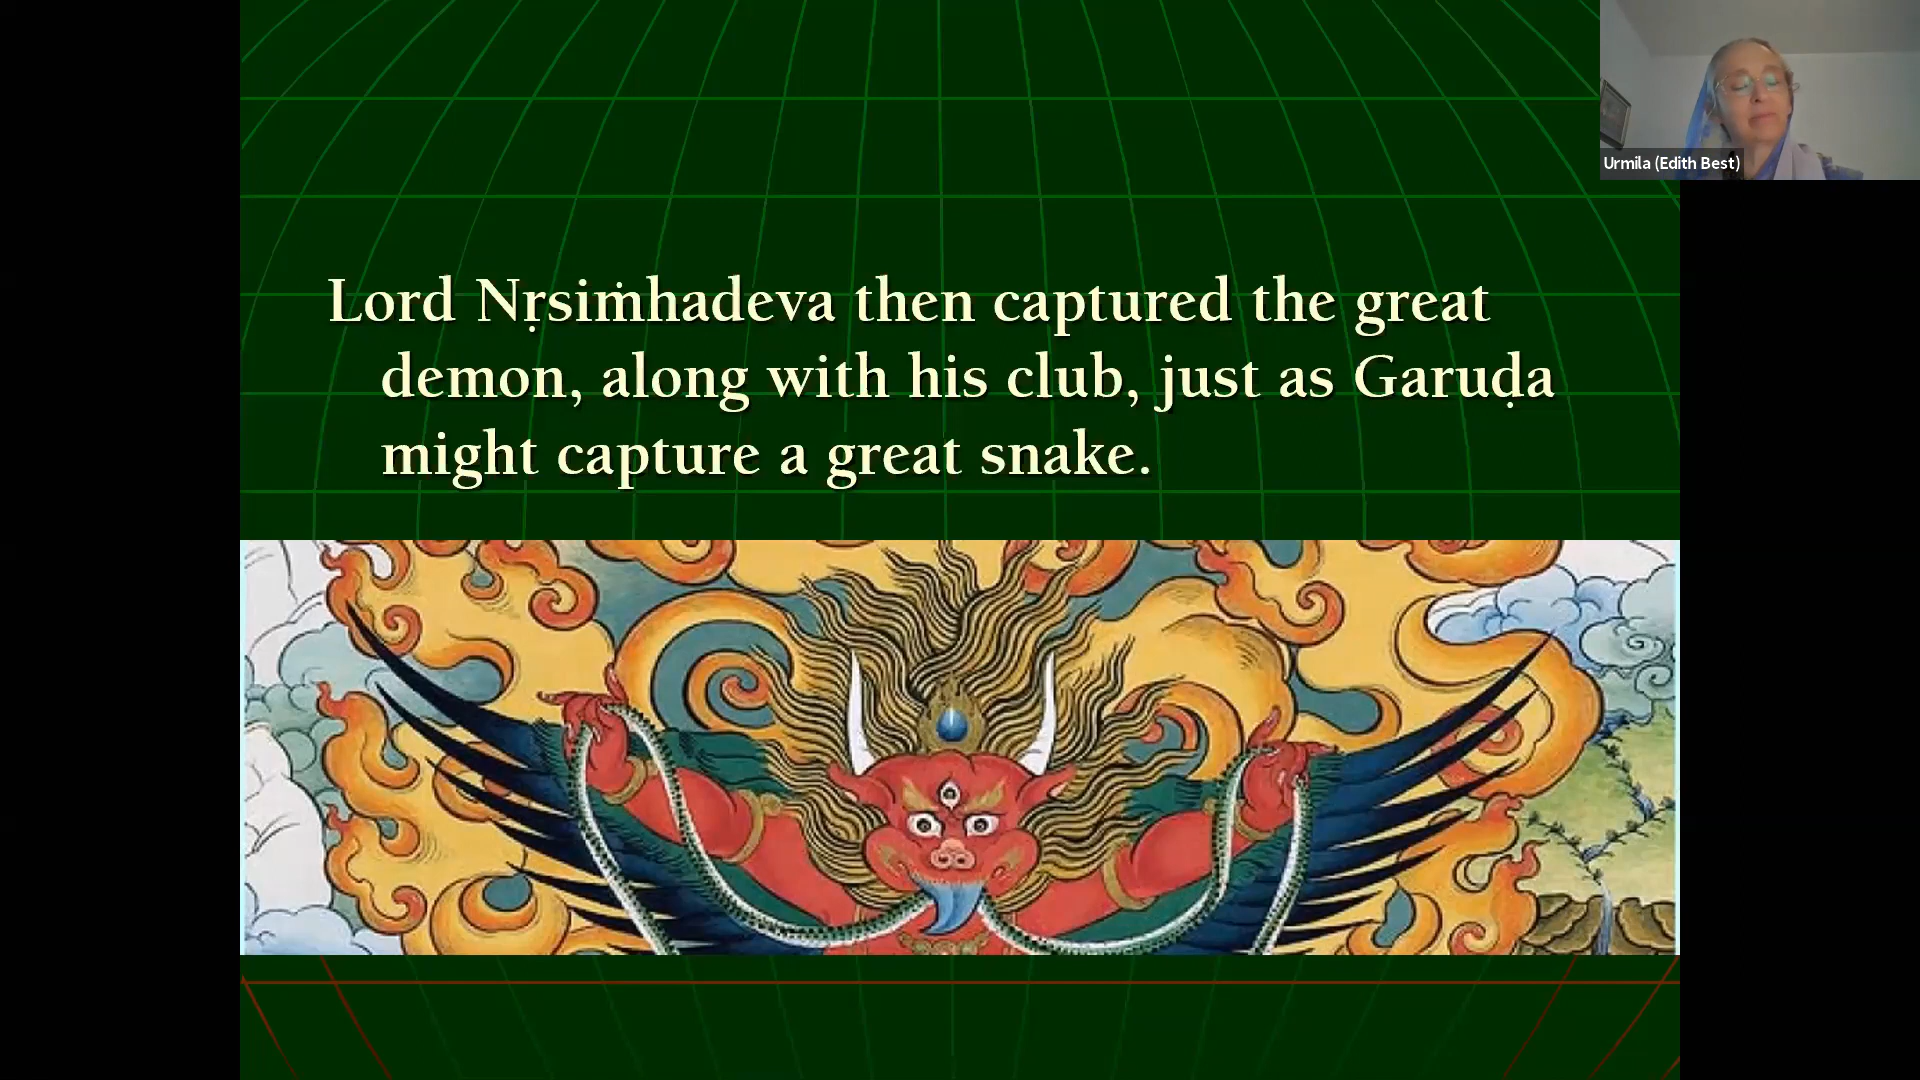 Urmila (Edith Best)
Lord Nṛsiṁhadeva then captured the great
demon, along with his club, just as Garuḍa
might capture a great snake.